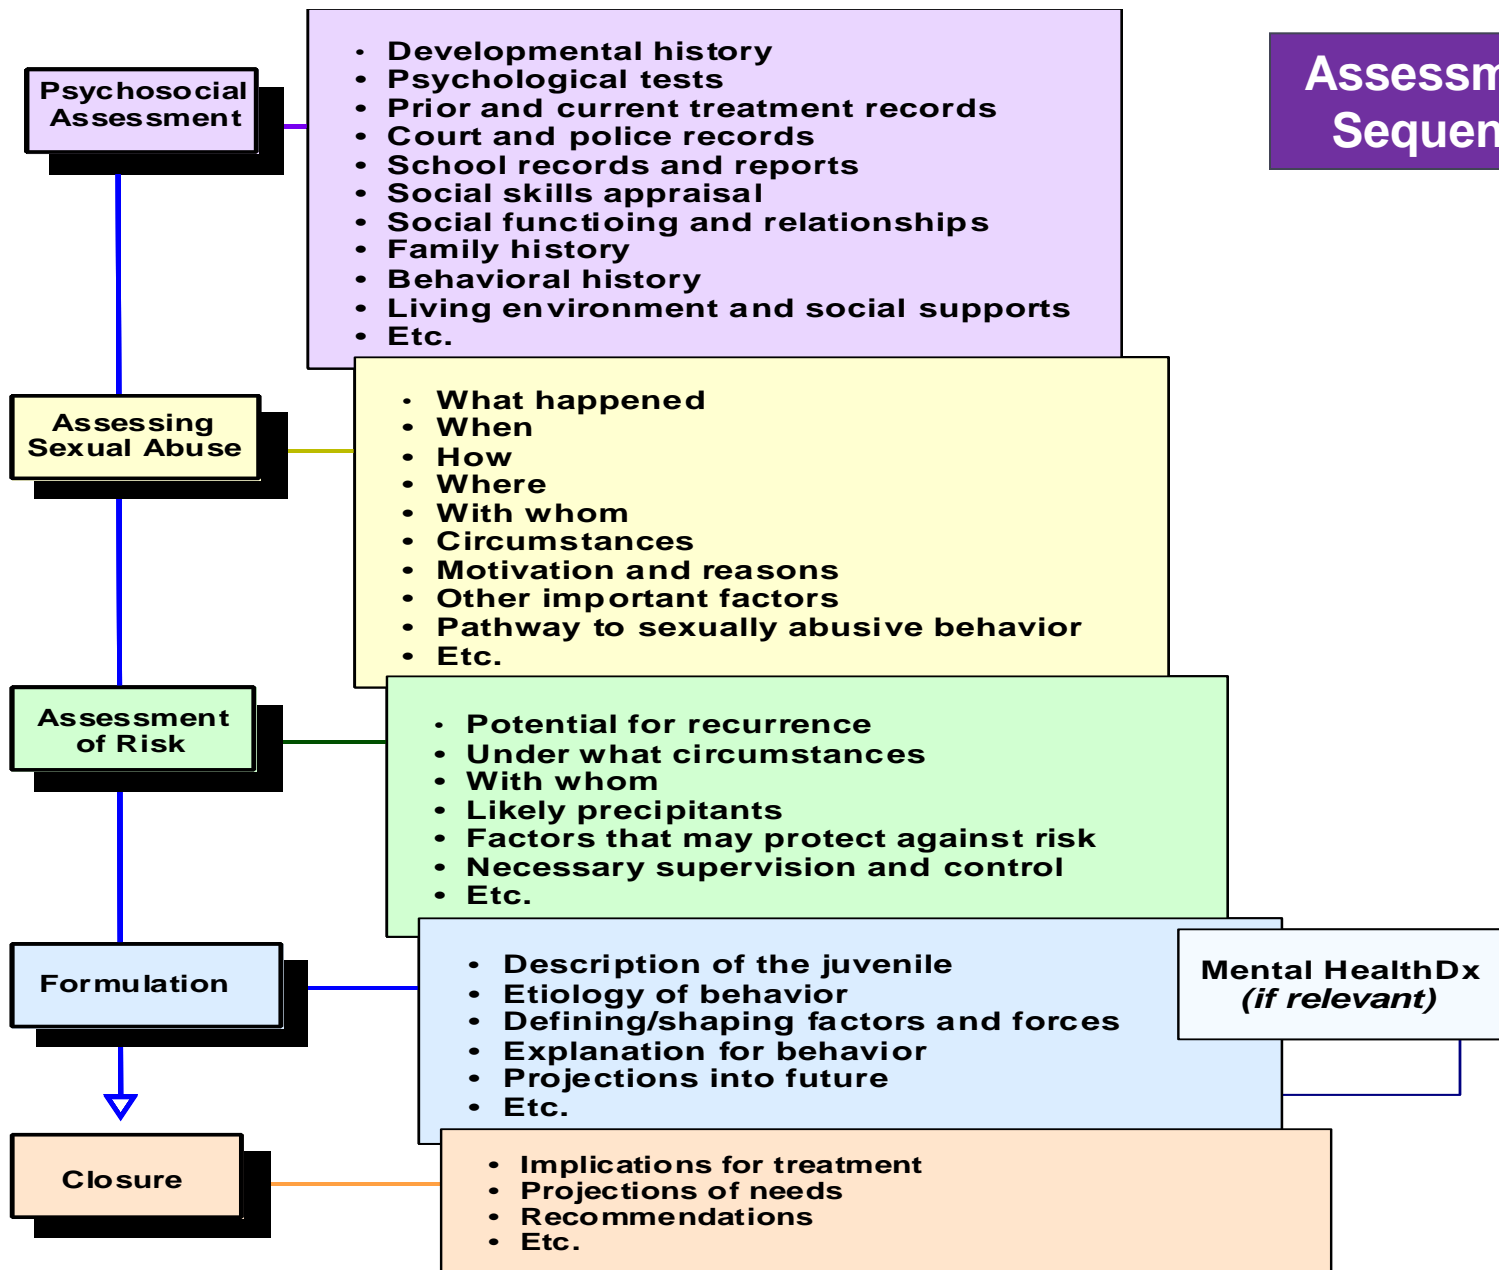 Psychosocial
Assessment
• Developmental history
• Psychological tests
• Prior and current treatment records
• Court and police records
• School records and reports
• Social skills appraisal
• Social functioing and relationships
• Family history
• Behavioral history
• Living environment and social supports
• Etc.
Assessm
Sequen
Assessing
Sexual Abuse
• What happened
• When
• How
• Where
• With whom
• Circumstances
• Motivation and reasons
• Other important factors
• Pathway to sexually abusive behavior
• Etc.
Assessment
of Risk
• Potential for recurrence
• Under what circumstances
• With whom
• Likely precipitants
• Factors that may protect against risk
• Necessary supervision and control
• Etc.
Formulation
• Description of the juvenile
• Etiology of behavior
• Defining/shaping factors and forces
• Explanation for behavior
• Projections into future
• Etc.
Mental HealthDx
(if relevant)
Closure
• Implications for treatment
• Projections of needs
• Recommendations
• Etc.